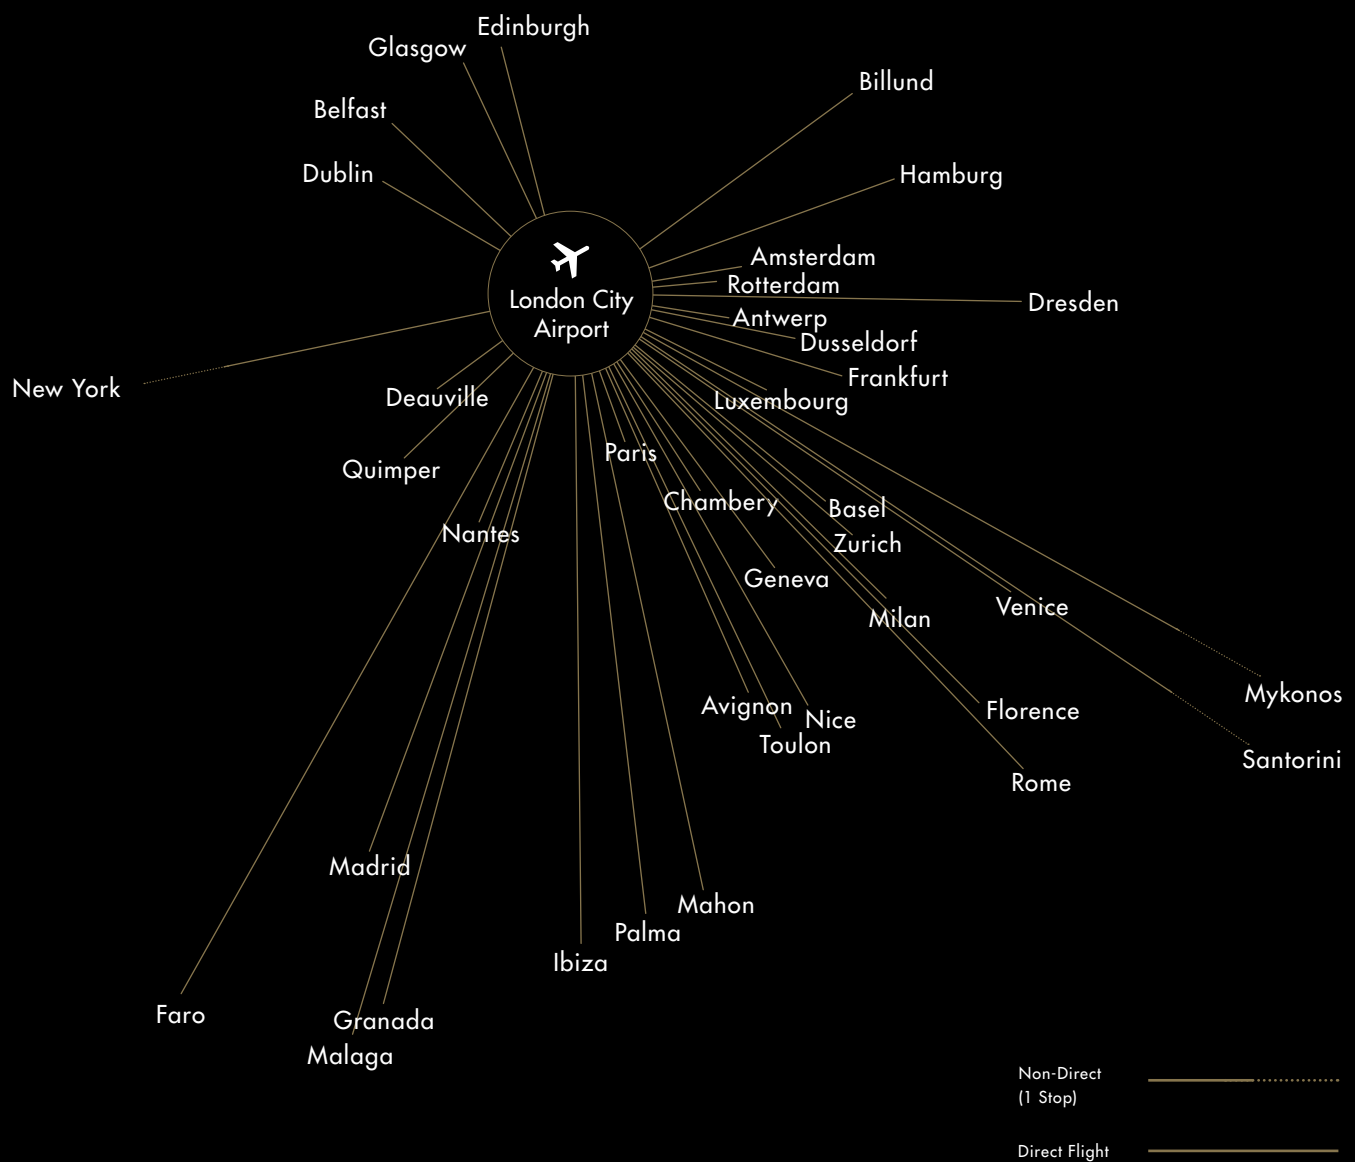 Edinburgh
Glasgow
Billund
Belfast
Dublin
Hamburg
Amsterdam
Rotterdam
London City
Airport
Dresden
Antwerp
Dusseldorf
Frankfurt
New York
Deauville
Luxembourg
Quimper
Paris
Chambery
Basel
Nantes
Zurich
Geneva
Venice
Milan
Mykonos
Avignon
Florence
Nice
Toulon
Santorini
Rome
Madrid
Mahon
Palma
Ibiza
Faro
Granada
Malaga
Non-Direct
(1 Stop)
Direct Flight